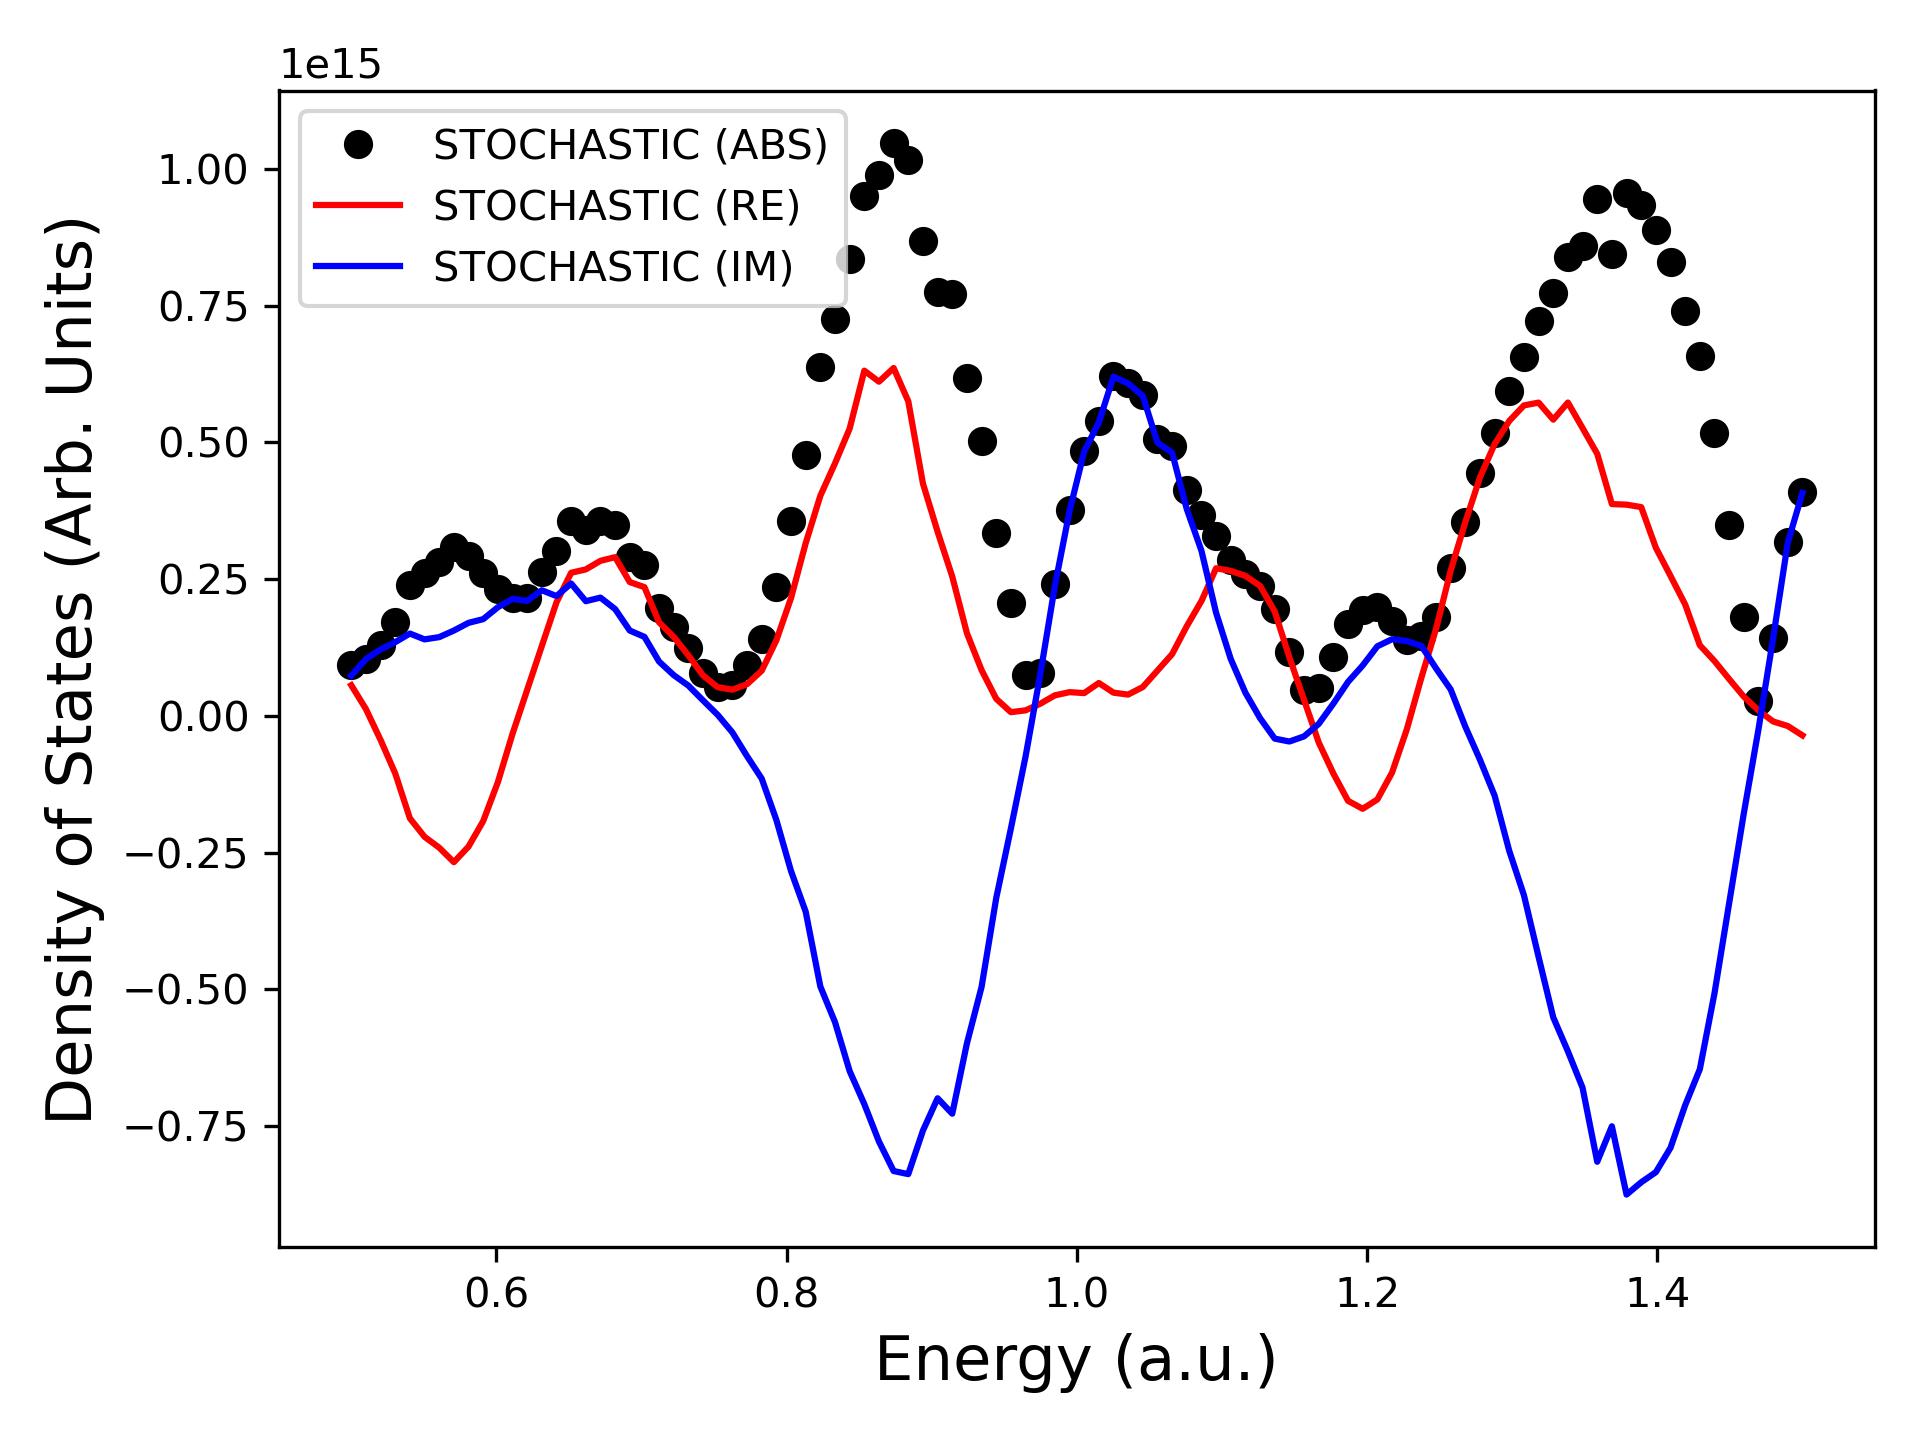 1e15
STOCHASTIC (ABS)
STOCHASTIC (RE)
STOCHASTIC (IM)
Density of States (Arb. Units)
1.00
0.75
0.50
0.25
0.00
−0.25
−0.50
−0.75
0.6 0.8 1.0 1.2 1.4
Energy (a.u.)